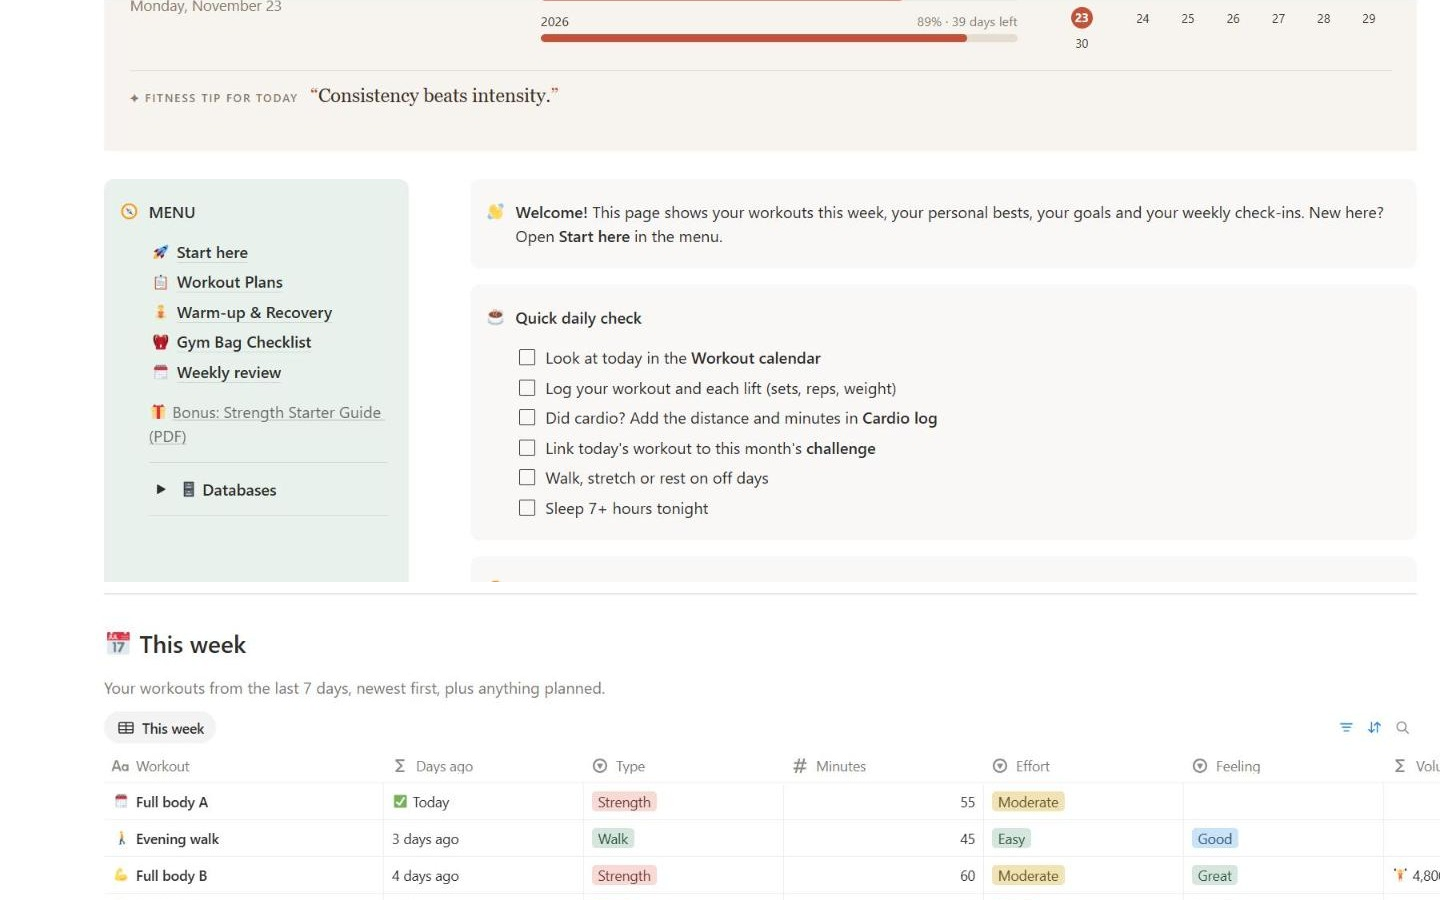 Monday, November 23
2026 89% · 39 days left
23 24 25 26 27 28 29
30
✦ FITNESS TIP FOR TODAY “Consistency beats intensity.”
MENU
Start here
Workout Plans
Warm-up & Recovery
Gym Bag Checklist
Weekly review
Bonus: Strength Starter Guide
(PDF)
Databases
Welcome! This page shows your workouts this week, your personal bests, your goals and your weekly check-ins. New here?
Open Start here in the menu.
Quick daily check
Look at today in the Workout calendar
Log your workout and each lift (sets, reps, weight)
Did cardio? Add the distance and minutes in Cardio log
Link today's workout to this month's challenge
Walk, stretch or rest on off days
Sleep 7+ hours tonight
This week
Your workouts from the last 7 days, newest first, plus anything planned.
This week
Aa Workout Σ Days ago Type # Minutes Effort Feeling Σ
Full body A Today Strength 55 Moderate
Evening walk 3 days ago Walk 45 Easy Good
Full body B 4 days ago Strength 60 Moderate Great